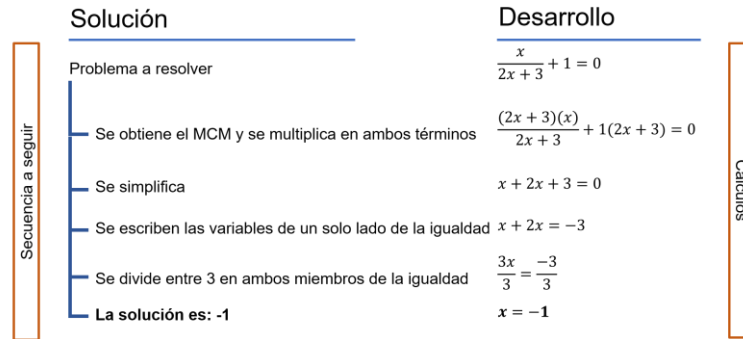 Solución
Desarrollo
Secuencia a seguir
Problema a resolver
x/(2x + 3) + 1 = 0
Se obtiene el MCM y se multiplica en ambos términos
(2x + 3)(x)/(2x + 3) + 1(2x + 3) = 0
Se simplifica
x + 2x + 3 = 0
Se escriben las variables de un solo lado de la igualdad
x + 2x = −3
Se divide entre 3 en ambos miembros de la igualdad
3x/3 = −3/3
La solución es: -1
x = −1
Cálculos